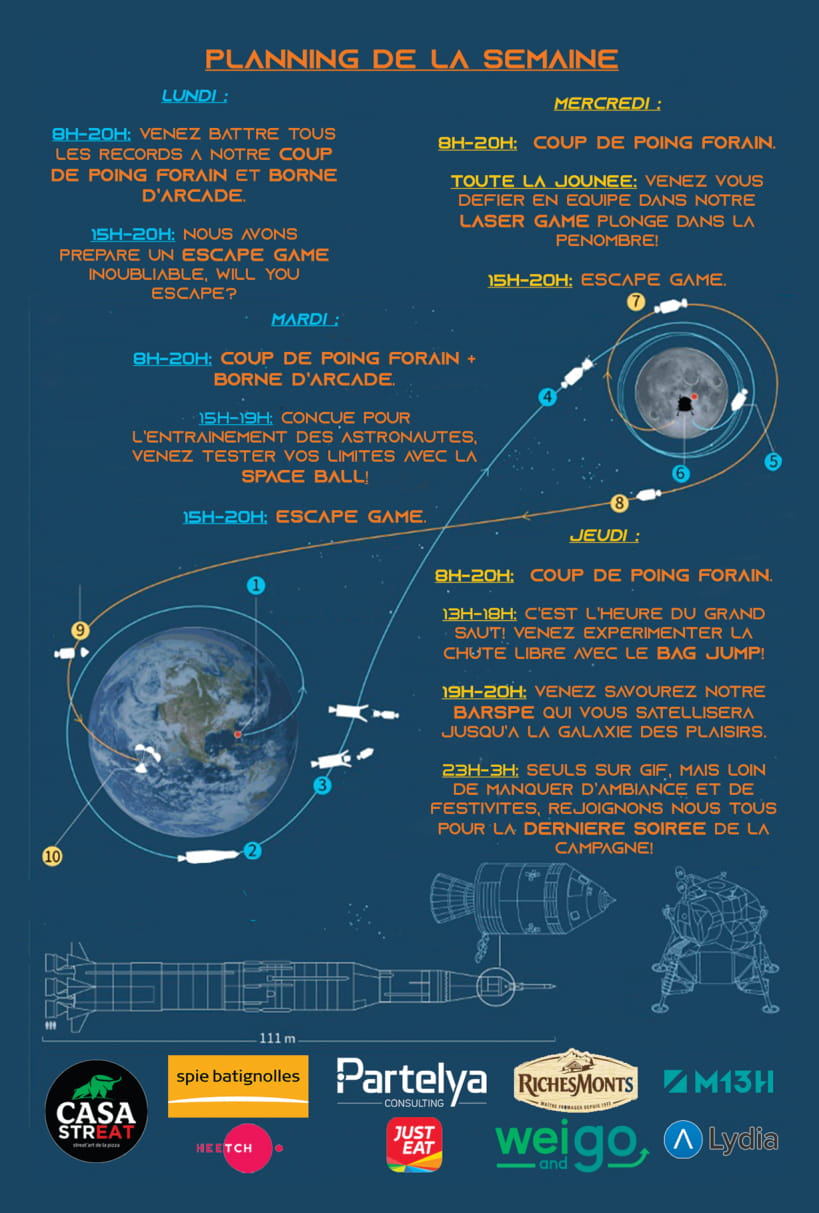 PLANNING DE LA SEMAINE
LUNDI :
8H-20H: VENEZ BATTRE TOUS
LES RECORDS A NOTRE COUP
DE POING FORAIN ET BORNE
D'ARCADE.
15H-20H: NOUS AVONS
PREPARE UN ESCAPE GAME
INOUBLIABLE, WILL YOU
ESCAPE?
MARDI :
8H-20H: COUP DE POING FORAIN +
BORNE D'ARCADE.
15H-19H: CONCUE POUR
L'ENTRAINEMENT DES ASTRONAUTES,
VENEZ TESTER VOS LIMITES AVEC LA
SPACE BALL!
15H-20H: ESCAPE GAME.
MERCREDI :
8H-20H: COUP DE POING FORAIN.
TOUTE LA JOUNEE: VENEZ VOUS
DEFIER EN EQUIPE DANS NOTRE
LASER GAME PLONGE DANS LA
PENOMBRE!
15H-20H: ESCAPE GAME.
7
4
5
6
8
JEUDI :
8H-20H: COUP DE POING FORAIN.
13H-18H: C'EST L'HEURE DU GRAND
SAUT! VENEZ EXPERIMENTER LA
CHUTE LIBRE AVEC LE BAG JUMP!
19H-20H: VENEZ SAVOUREZ NOTRE
BARSPE QUI VOUS SATELLISERA
JUSQU'A LA GALAXIE DES PLAISIRS.
23H-3H: SEULS SUR GIF, MAIS LOIN
DE MANQUER D'AMBIANCE ET DE
FESTIVITES, REJOIGNONS NOUS TOUS
POUR LA DERNIERE SOIREE DE LA
CAMPAGNE!
1
9
3
2
10
111 m
CASA
STREAT
street'art de la pizza
spie batignolles
Partelya
CONSULTING
RICHESMONTS
MAÎTRE FROMAGER DEPUIS 1975
M13H
HEETCH
JUST
EAT
weigo
and
Lydia